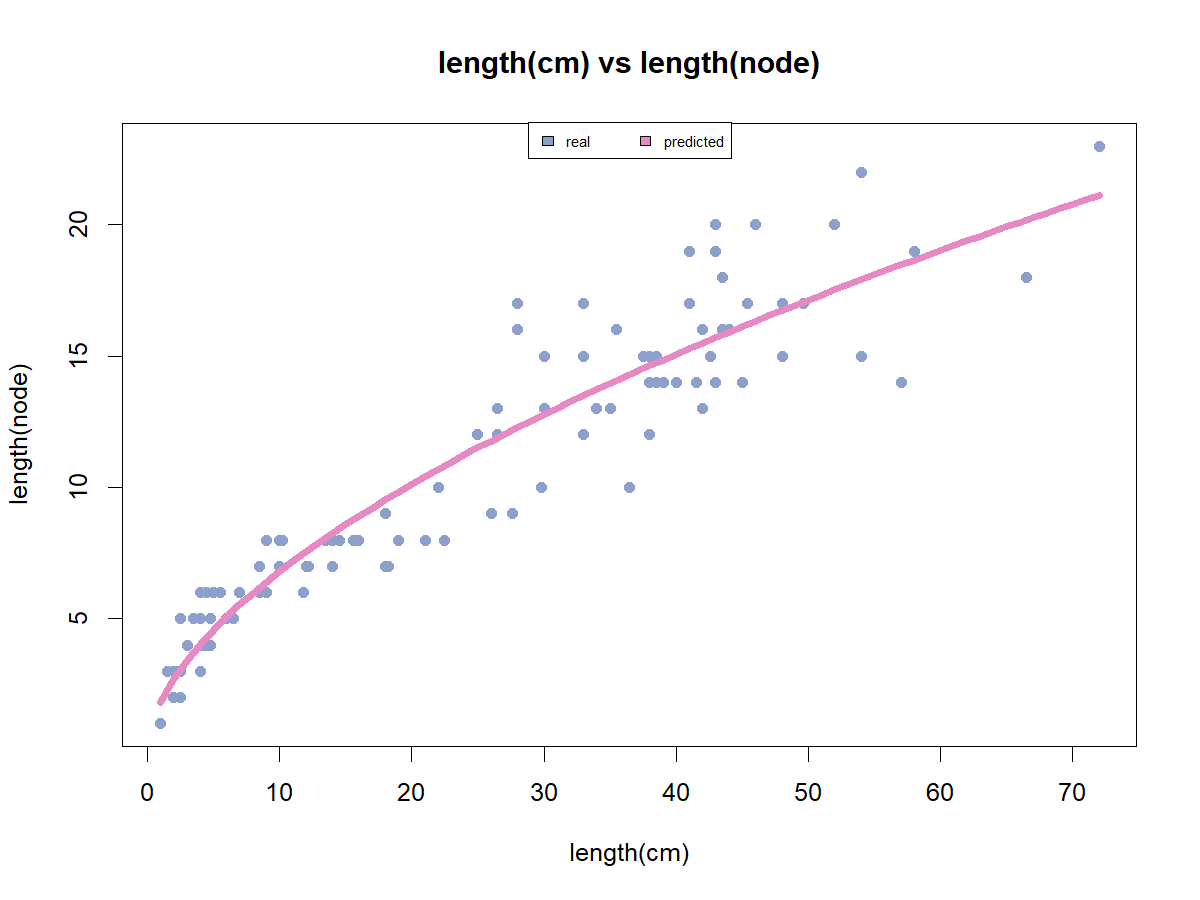 length(cm) vs length(node)
real predicted
length(node)
20
15
10
5
0 10 20 30 40 50 60 70
length(cm)